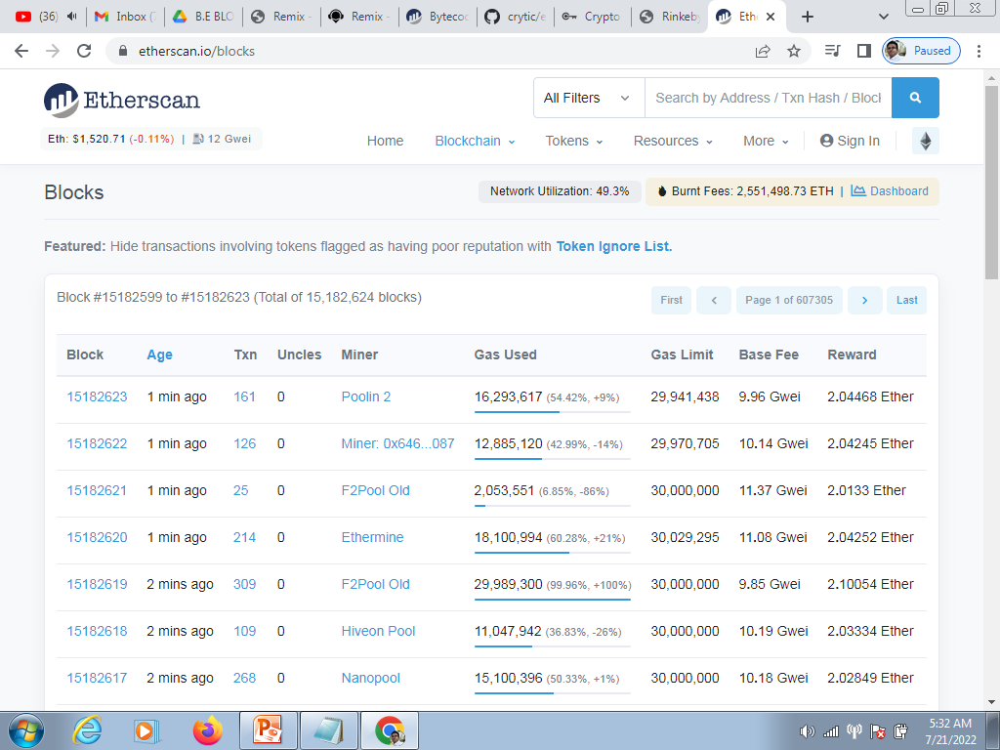 (36)
Inbox (
B.E BLO
Remix -
Remix -
Bytecod
crytic/e
Crypto
Rinkeby
Eth
etherscan.io/blocks
Paused
Etherscan
All Filters
Search by Address / Txn Hash / Block
Eth: $1,520.71 (-0.11%) | 12 Gwei
Home
Blockchain
Tokens
Resources
More
Sign In
Blocks
Network Utilization: 49.3%
Burnt Fees: 2,551,498.73 ETH | Dashboard
Featured: Hide transactions involving tokens flagged as having poor reputation with Token Ignore List.
Block #15182599 to #15182623 (Total of 15,182,624 blocks)
First < Page 1 of 607305 > Last
Block Age Txn Uncles Miner Gas Used Gas Limit Base Fee Reward
15182623 1 min ago 161 0 Poolin 2 16,293,617 (54.42%, +9%) 29,941,438 9.96 Gwei 2.04468 Ether
15182622 1 min ago 126 0 Miner: 0x646...087 12,885,120 (42.99%, -14%) 29,970,705 10.14 Gwei 2.04245 Ether
15182621 1 min ago 25 0 F2Pool Old 2,053,551 (6.85%, -86%) 30,000,000 11.37 Gwei 2.0133 Ether
15182620 1 min ago 214 0 Ethermine 18,100,994 (60.28%, +21%) 30,029,295 11.08 Gwei 2.04252 Ether
15182619 2 mins ago 309 0 F2Pool Old 29,989,300 (99.96%, +100%) 30,000,000 9.85 Gwei 2.10054 Ether
15182618 2 mins ago 109 0 Hiveon Pool 11,047,942 (36.83%, -26%) 30,000,000 10.19 Gwei 2.03334 Ether
15182617 2 mins ago 268 0 Nanopool 15,100,396 (50.33%, +1%) 30,000,000 10.18 Gwei 2.02849 Ether
5:32 AM
7/21/2022